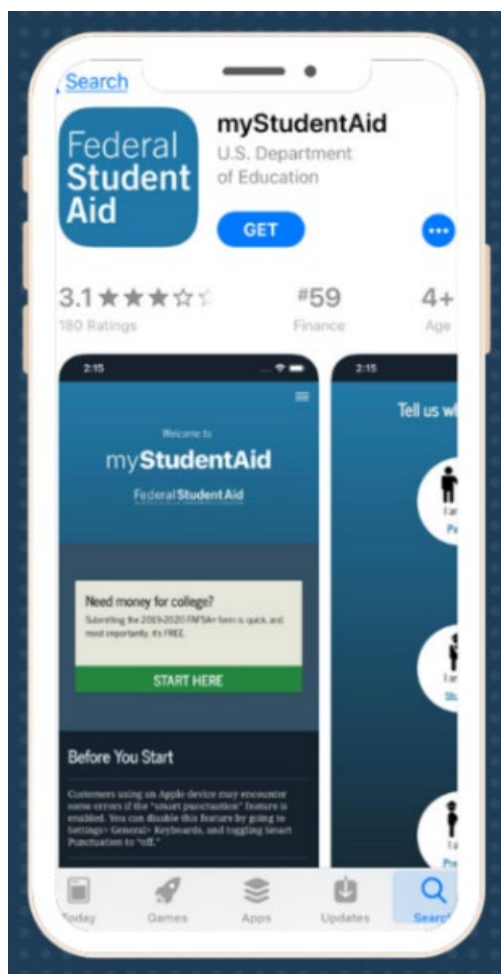 Search
Federal
Student
Aid
myStudentAid
U.S. Department
of Education
GET
3.1
180 Ratings
#59
Finance
4+
Age
2:15
Welcome to
myStudentAid
Federal Student Aid
Need money for college?
Submitting the 2019-2020 FAFSA® form is quick, and
most importantly, it's FREE.
START HERE
Before You Start
Customers using an Apple device may encounter
some errors if the "smart punctuation" feature is
enabled. You can disable this feature by going to
Settings> General> Keyboards, and toggling Smart
Punctuation to "off."
2:15
Tell us w
I a
Pa
I a
Stu
I a
Pre
Today
Games
Apps
Updates
Search